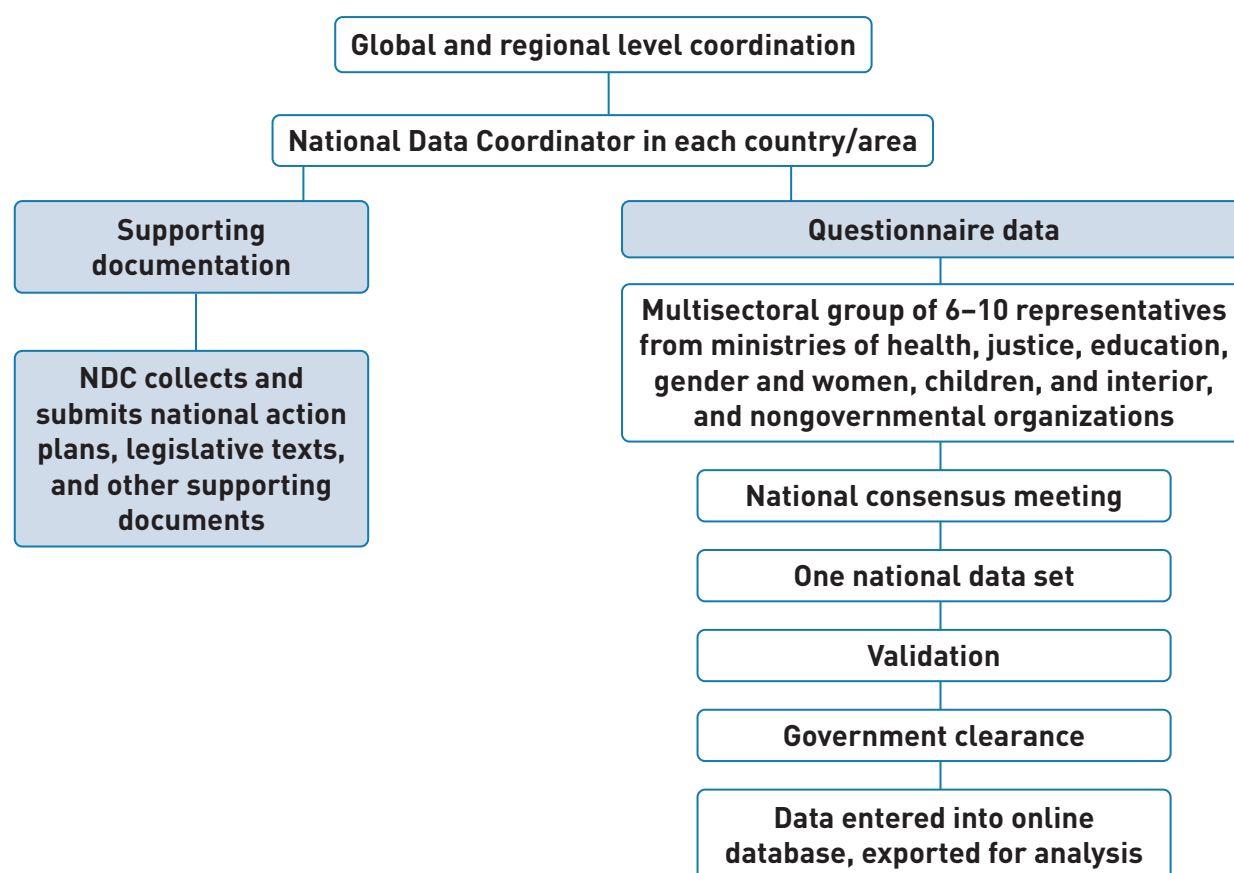 Global and regional level coordination
National Data Coordinator in each country/area
Supporting
documentation
NDC collects and
submits national action
plans, legislative texts,
and other supporting
documents
Questionnaire data
Multisectoral group of 6–10 representatives
from ministries of health, justice, education,
gender and women, children, and interior,
and nongovernmental organizations
National consensus meeting
One national data set
Validation
Government clearance
Data entered into online
database, exported for analysis